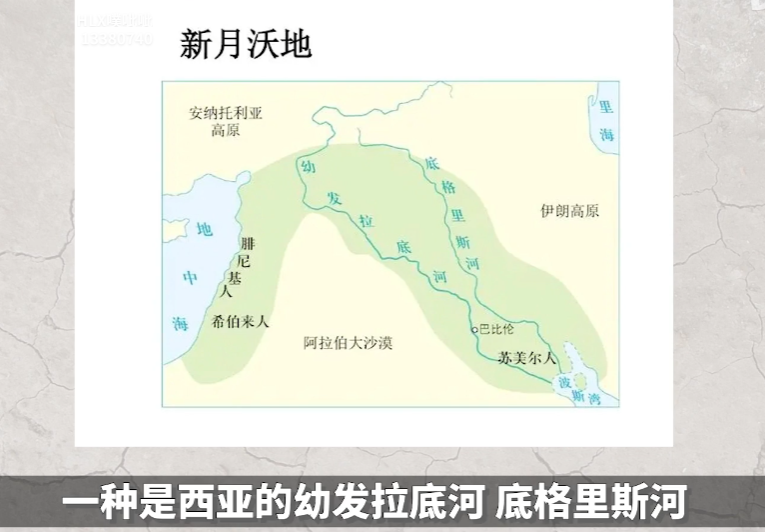 新月沃地
安纳托利亚
高原
里海
幼发拉底河
底格里斯河
伊朗高原
地中海
腓尼基人
希伯来人
阿拉伯大沙漠
巴比伦
苏美尔人
波斯湾
一种是西亚的幼发拉底河 底格里斯河